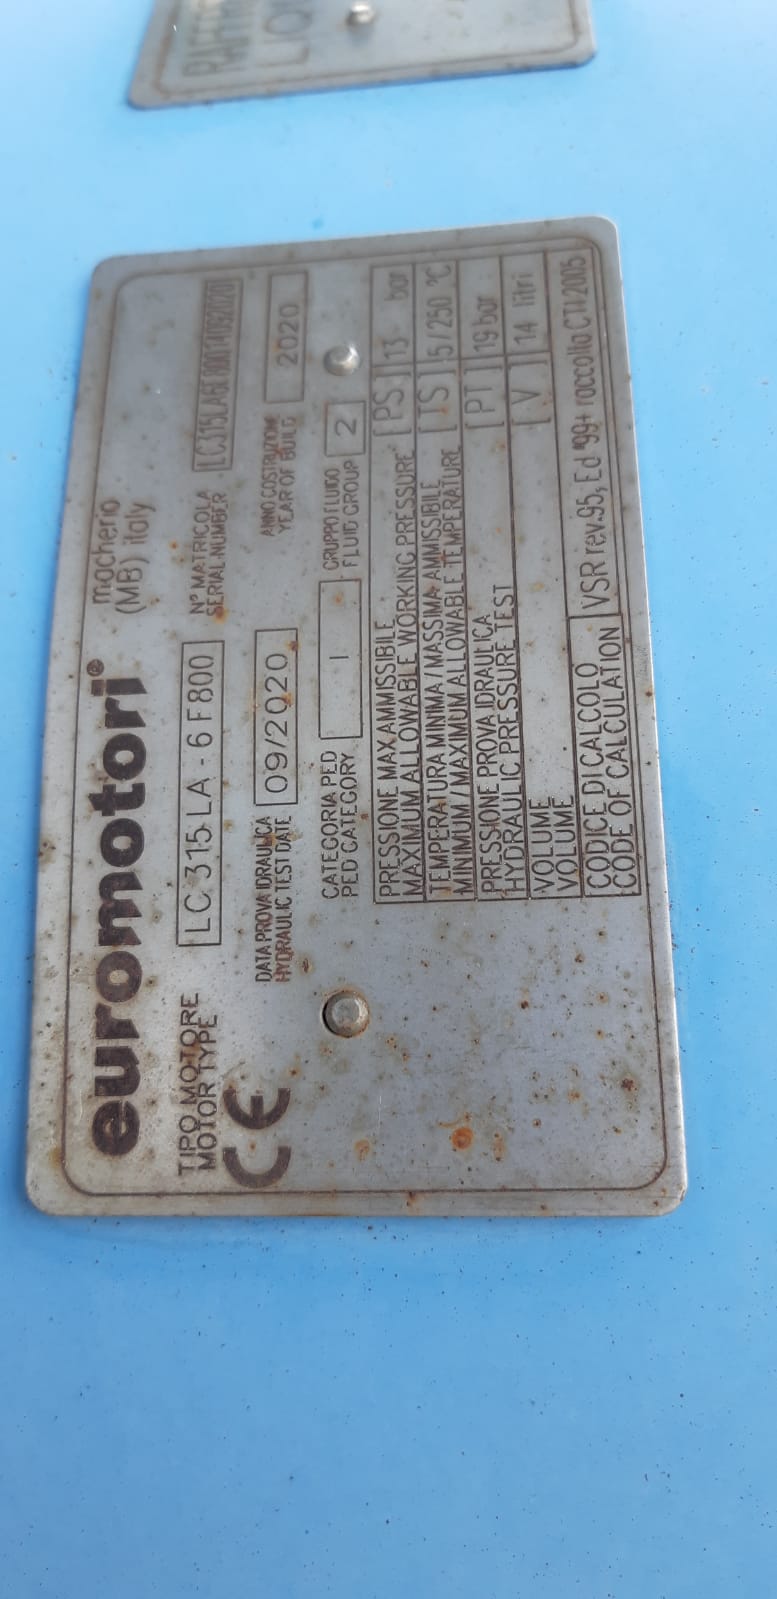 LIQU
euromotori®
macherio
(MB) italy
TIPO MOTORE
MOTOR TYPE
LC 315 LA - 6 F 800
N° MATRICOLA
SERIAL NUMBER
CE
DATA PROVA IDRAULICA
HYDRAULIC TEST DATE
09/2020
ANNO COSTRUZIONE
YEAR OF BUILG
2020
CATEGORIA PED
PED CATEGORY
I
GRUPPO FLUIDO
FLUID GROUP
2
PRESSIONE MAX AMMISSIBILE
MAXIMUM ALLOWABLE WORKING PRESSURE
[PS] 13 bar
TEMPERATURA MINIMA / MASSIMA AMMISSIBILE
MINIMUM / MAXIMUM ALLOWABLE TEMPERATURE
[TS] 5/250 °C
PRESSIONE PROVA IDRAULICA
HYDRAULIC PRESSURE TEST
[PT] 19 bar
VOLUME
VOLUME
[V] 14 litri
CODICE DI CALCOLO
CODE OF CALCULATION
VSR rev.95, Ed '99+ raccolta CTI 2005